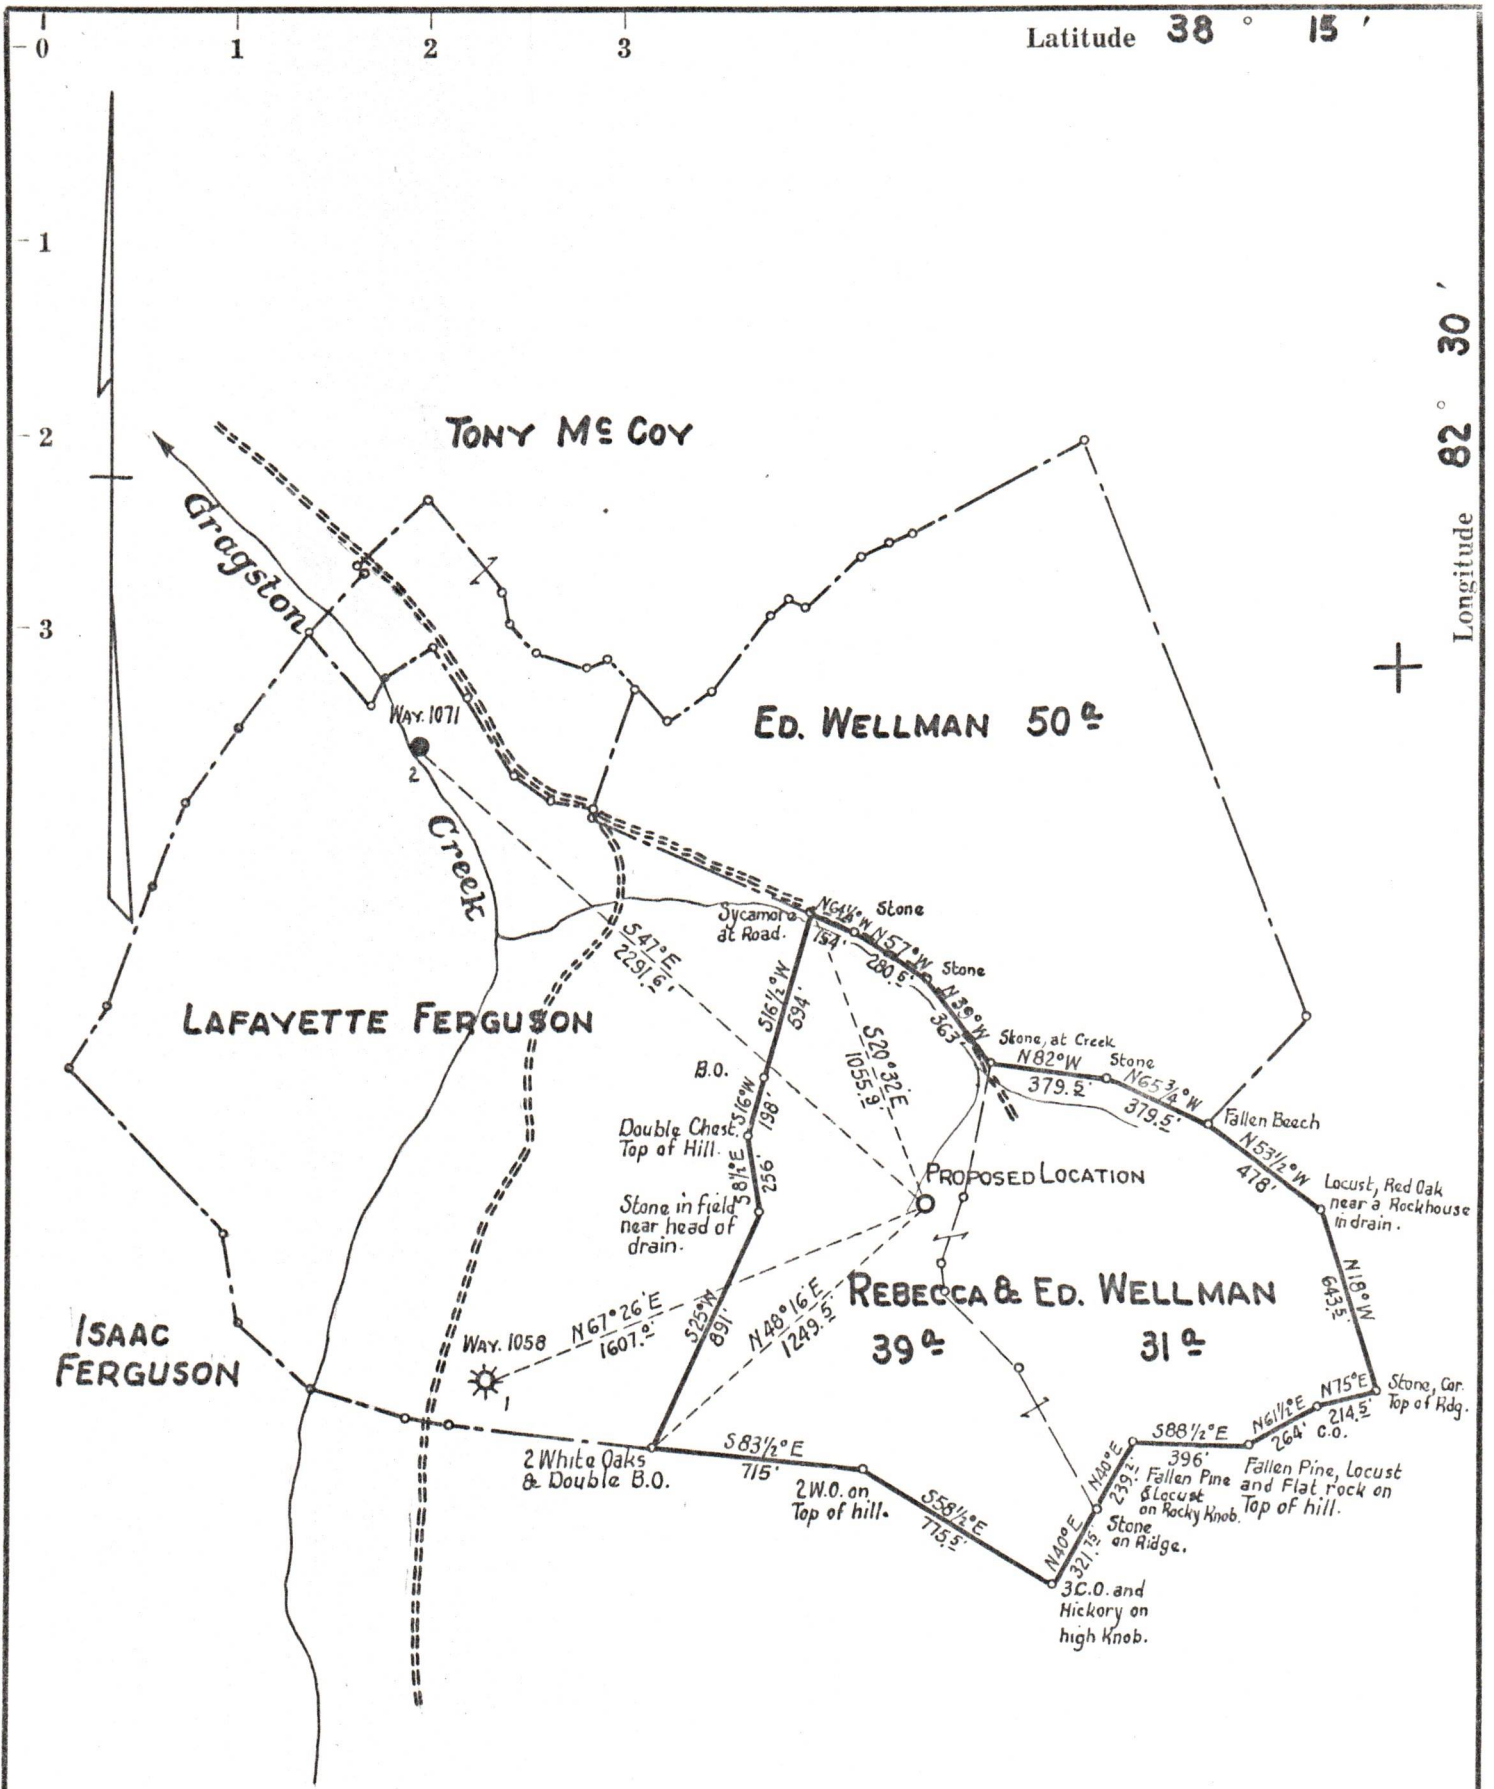 0 1 2 3
Latitude 38 ° 15 '
1
2
3
Longitude 82 ° 30 '
TONY McCOY
Gragston
Creek
WAY. 1071
2
ED. WELLMAN 50 a
Sycamore
at Road.
N64¼°W
154'
Stone
N57°W
280.5'
Stone
N39°W
363'
Stone, at Creek
N82°W
379.5'
Stone
N65¾°W
379.5'
Fallen Beech
N53½°W
478'
Locust, Red Oak
near a Rockhouse
in drain.
N18°W
643.5'
S47°E
2291.6'
S20°32'E
1055.9'
LAFAYETTE FERGUSON
S16½°W
594'
B.O.
S16°W
198'
Double Chest.
Top of Hill.
S8½°E
256'
Stone in field
near head of
drain.
S25°W
891'
PROPOSED LOCATION
REBECCA & ED. WELLMAN
39 a 31 a
N48°16'E
1249.5'
N67°26'E
1607.0'
WAY. 1058
1
ISAAC
FERGUSON
Stone, Cor.
Top of Rdg.
N75°E
214.5'
C.O.
N61½°E
264'
Fallen Pine, Locust
and Flat rock on
Top of hill.
S88½°E
396'
Fallen Pine
& Locust
on Rocky Knob.
N40°E
239.2'
Stone
on Ridge.
N40°E
321.75'
3 C.O. and
Hickory on
high Knob.
S58½°E
775.5'
2 W.O. on
Top of hill.
S83½°E
715'
2 White Oaks
& Double B.O.